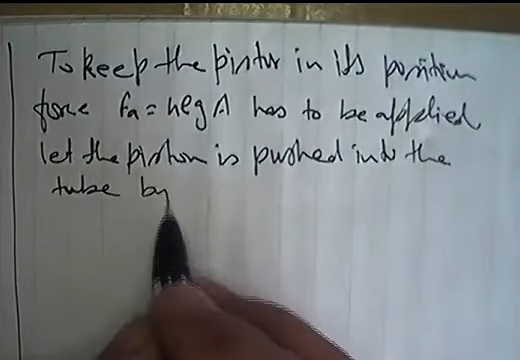 To keep the piston in its position
force Fa = hρgA has to be applied
let the piston is pushed into the
tube by